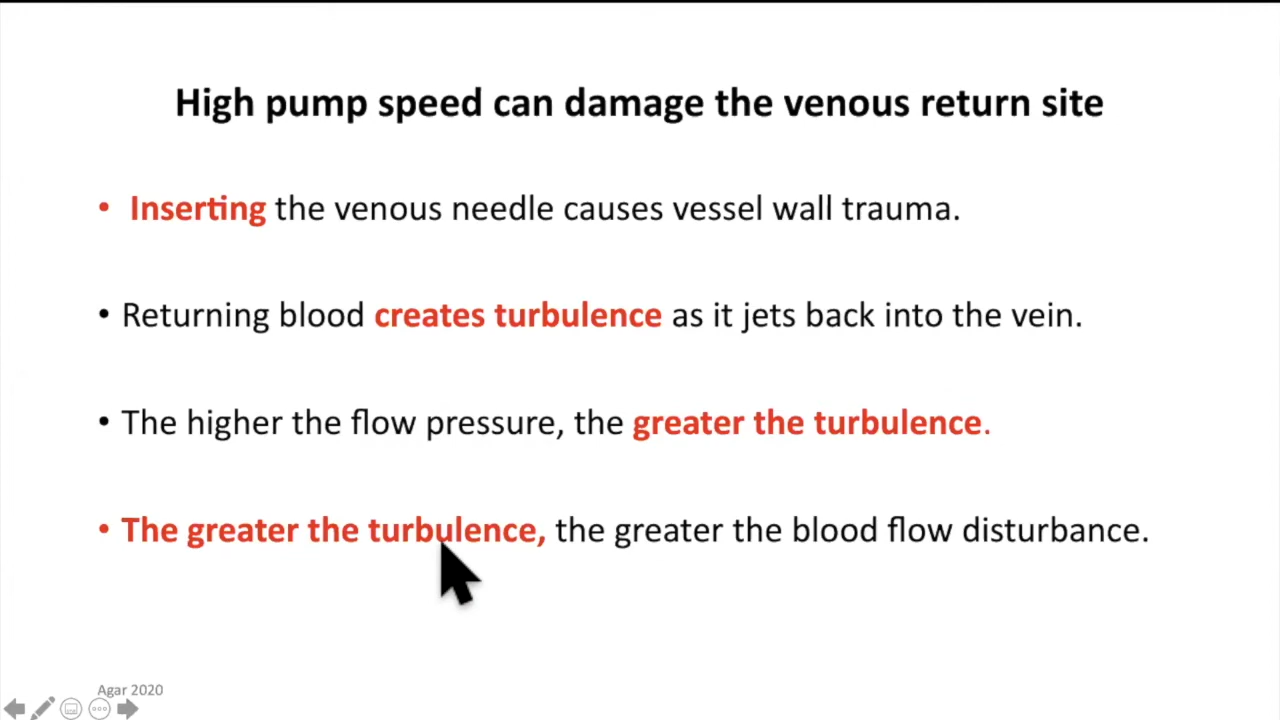 High pump speed can damage the venous return site
• Inserting the venous needle causes vessel wall trauma.
• Returning blood creates turbulence as it jets back into the vein.
• The higher the flow pressure, the greater the turbulence.
• The greater the turbulence, the greater the blood flow disturbance.
Agar 2020